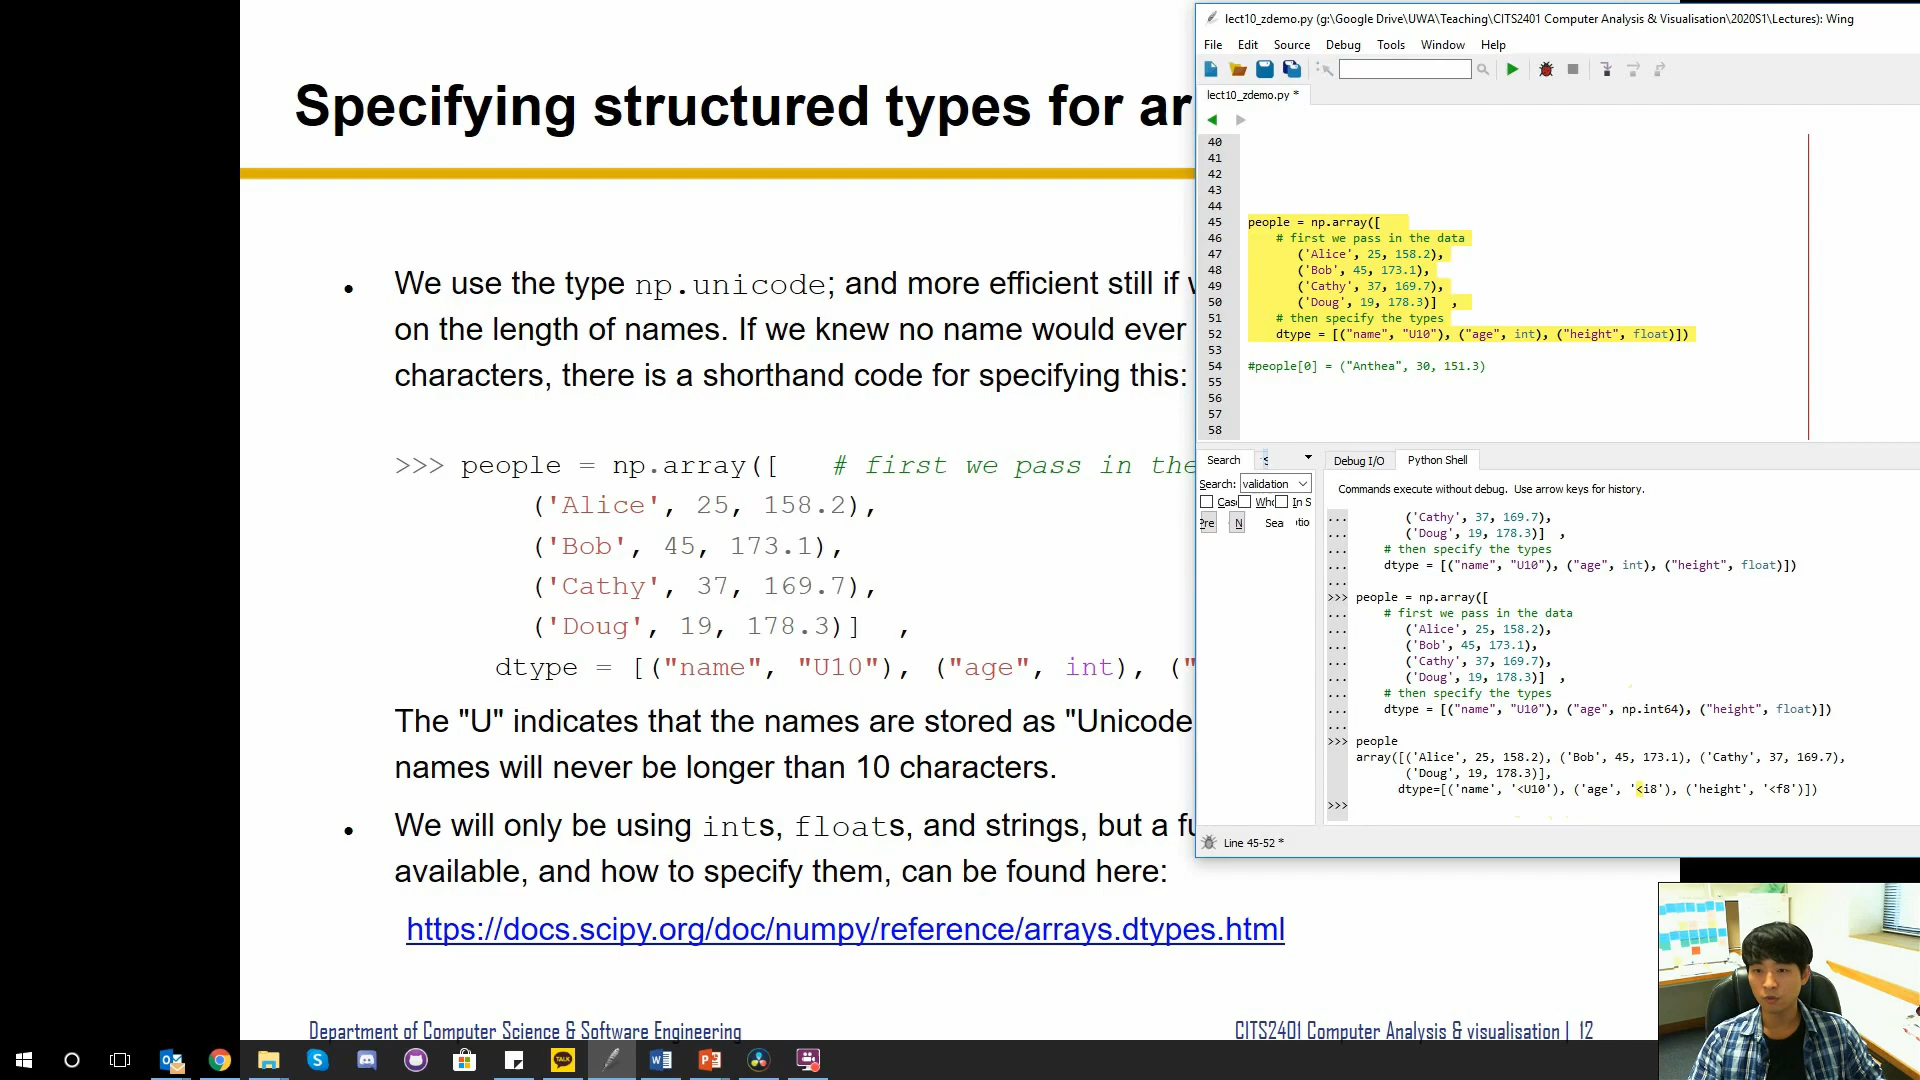 Specifying structured types for ar
We use the type np.unicode; and more efficient still if w
on the length of names. If we knew no name would ever
characters, there is a shorthand code for specifying this:
>>> people = np.array([ # first we pass in the
('Alice', 25, 158.2),
('Bob', 45, 173.1),
('Cathy', 37, 169.7),
('Doug', 19, 178.3)] ,
dtype = [("name", "U10"), ("age", int), ("
The "U" indicates that the names are stored as "Unicode
names will never be longer than 10 characters.
We will only be using ints, floats, and strings, but a fu
available, and how to specify them, can be found here:
https://docs.scipy.org/doc/numpy/reference/arrays.dtypes.html
Department of Computer Science & Software Engineering
CITS2401 Computer Analysis & visualisation | 12
lect10_zdemo.py (g:\Google Drive\UWA\Teaching\CITS2401 Computer Analysis & Visualisation\2020S1\Lectures): Wing
File Edit Source Debug Tools Window Help
lect10_zdemo.py *
40
41
42
43
44
45 people = np.array([
46 # first we pass in the data
47 ('Alice', 25, 158.2),
48 ('Bob', 45, 173.1),
49 ('Cathy', 37, 169.7),
50 ('Doug', 19, 178.3)] ,
51 # then specify the types
52 dtype = [("name", "U10"), ("age", int), ("height", float)])
53
54 #people[0] = ("Anthea", 30, 151.3)
55
56
57
58
Search
Search: validation
Cas Who In S
Pre N Sea
Debug I/O Python Shell
Commands execute without debug. Use arrow keys for history.
... ('Cathy', 37, 169.7),
... ('Doug', 19, 178.3)] ,
... # then specify the types
... dtype = [("name", "U10"), ("age", int), ("height", float)])
...
>>> people = np.array([
... # first we pass in the data
... ('Alice', 25, 158.2),
... ('Bob', 45, 173.1),
... ('Cathy', 37, 169.7),
... ('Doug', 19, 178.3)] ,
... # then specify the types
... dtype = [("name", "U10"), ("age", np.int64), ("height", float)])
...
>>> people
array([('Alice', 25, 158.2), ('Bob', 45, 173.1), ('Cathy', 37, 169.7),
('Doug', 19, 178.3)],
dtype=[('name', '<U10'), ('age', '<i8'), ('height', '<f8')])
>>>
Line 45-52 *
TALK